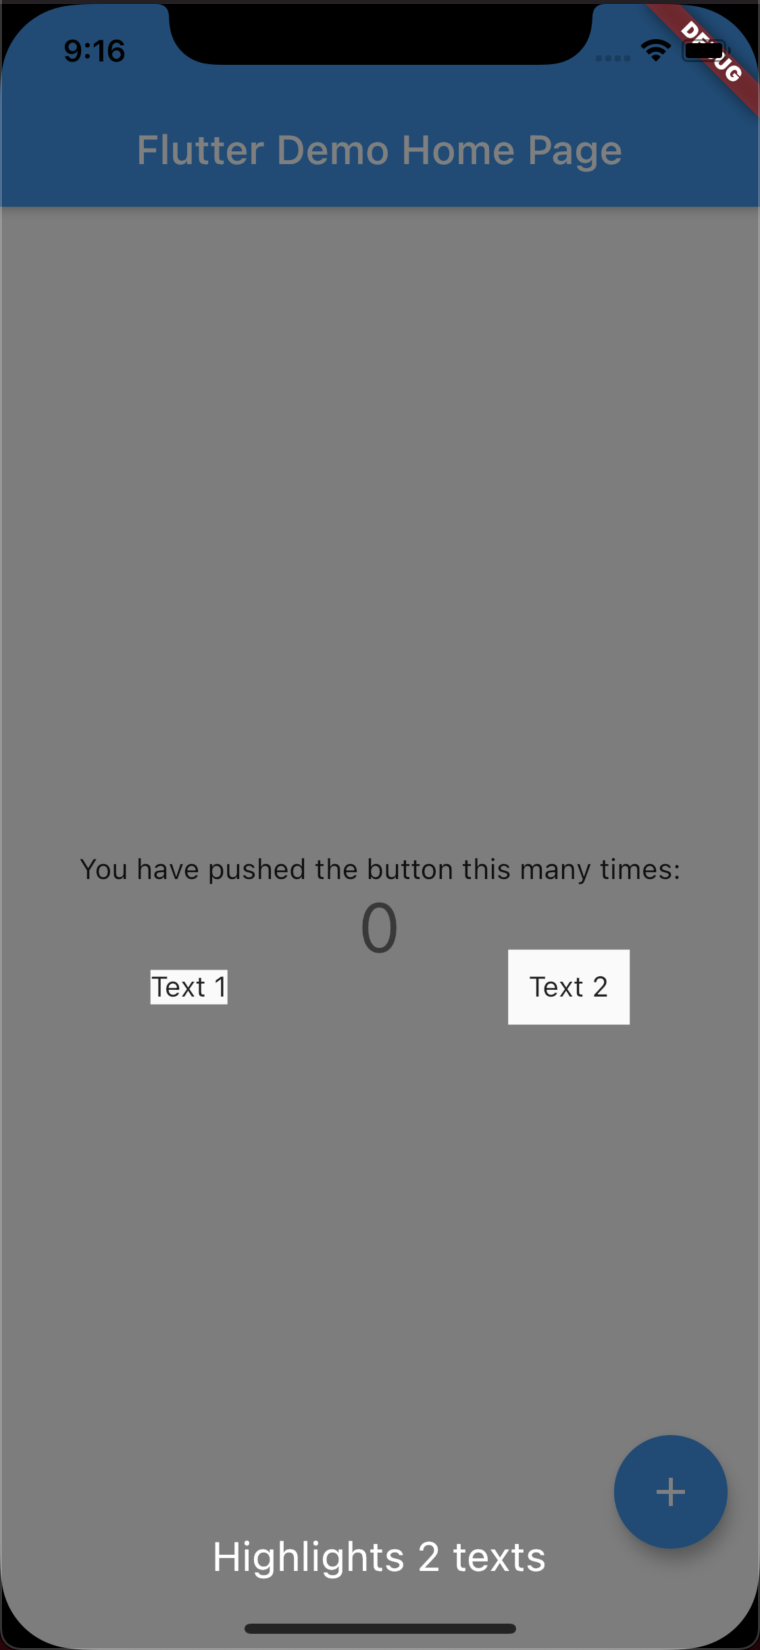 9:16
DEBUG
Flutter Demo Home Page
You have pushed the button this many times:
0
Text 1
Text 2
+
Highlights 2 texts